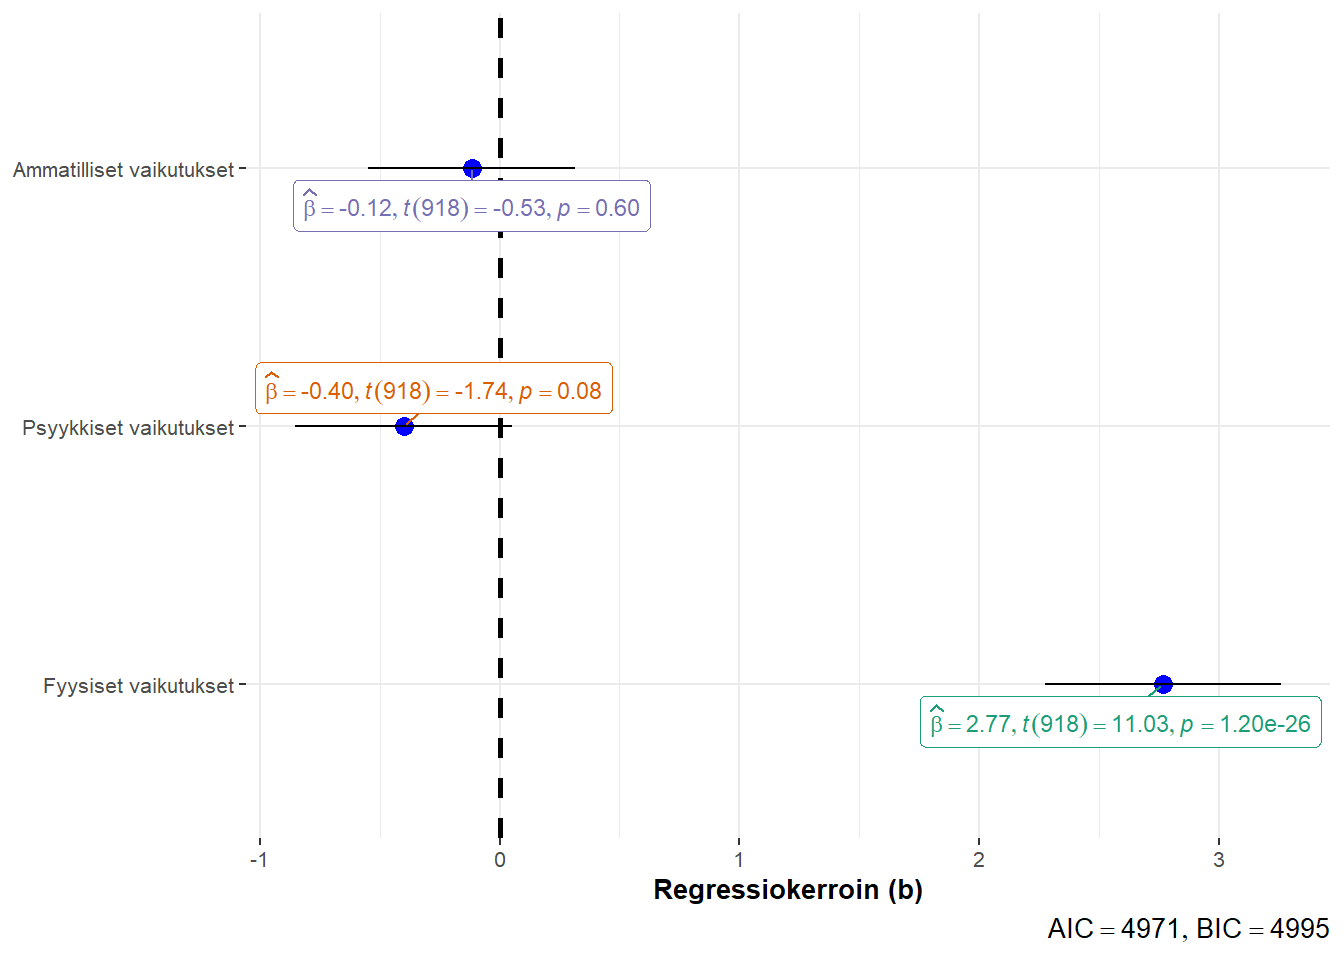 Ammatilliset vaikutukset
β̂ = -0.12, t(918) = -0.53, p = 0.60
β̂ = -0.40, t(918) = -1.74, p = 0.08
Psyykkiset vaikutukset
Fyysiset vaikutukset
β̂ = 2.77, t(918) = 11.03, p = 1.20e-26
-1 0 1 2 3
Regressiokerroin (b)
AIC = 4971, BIC = 4995